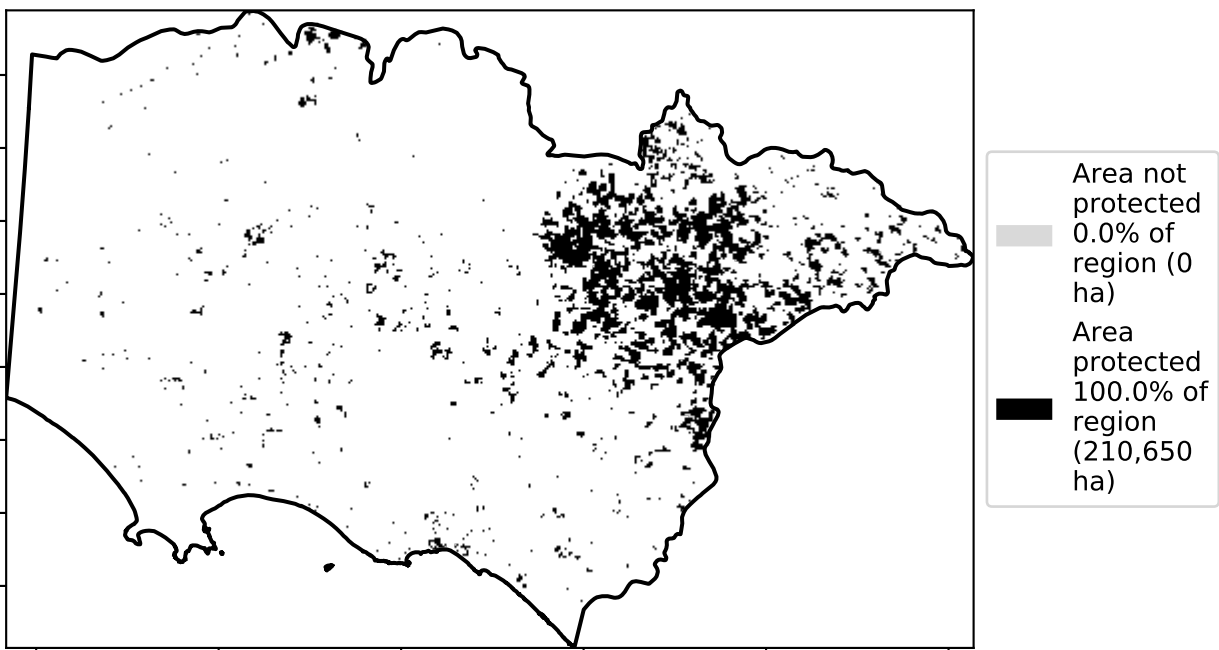 Area not
protected
0.0% of
region (0
ha)
Area
protected
100.0% of
region
(210,650
ha)